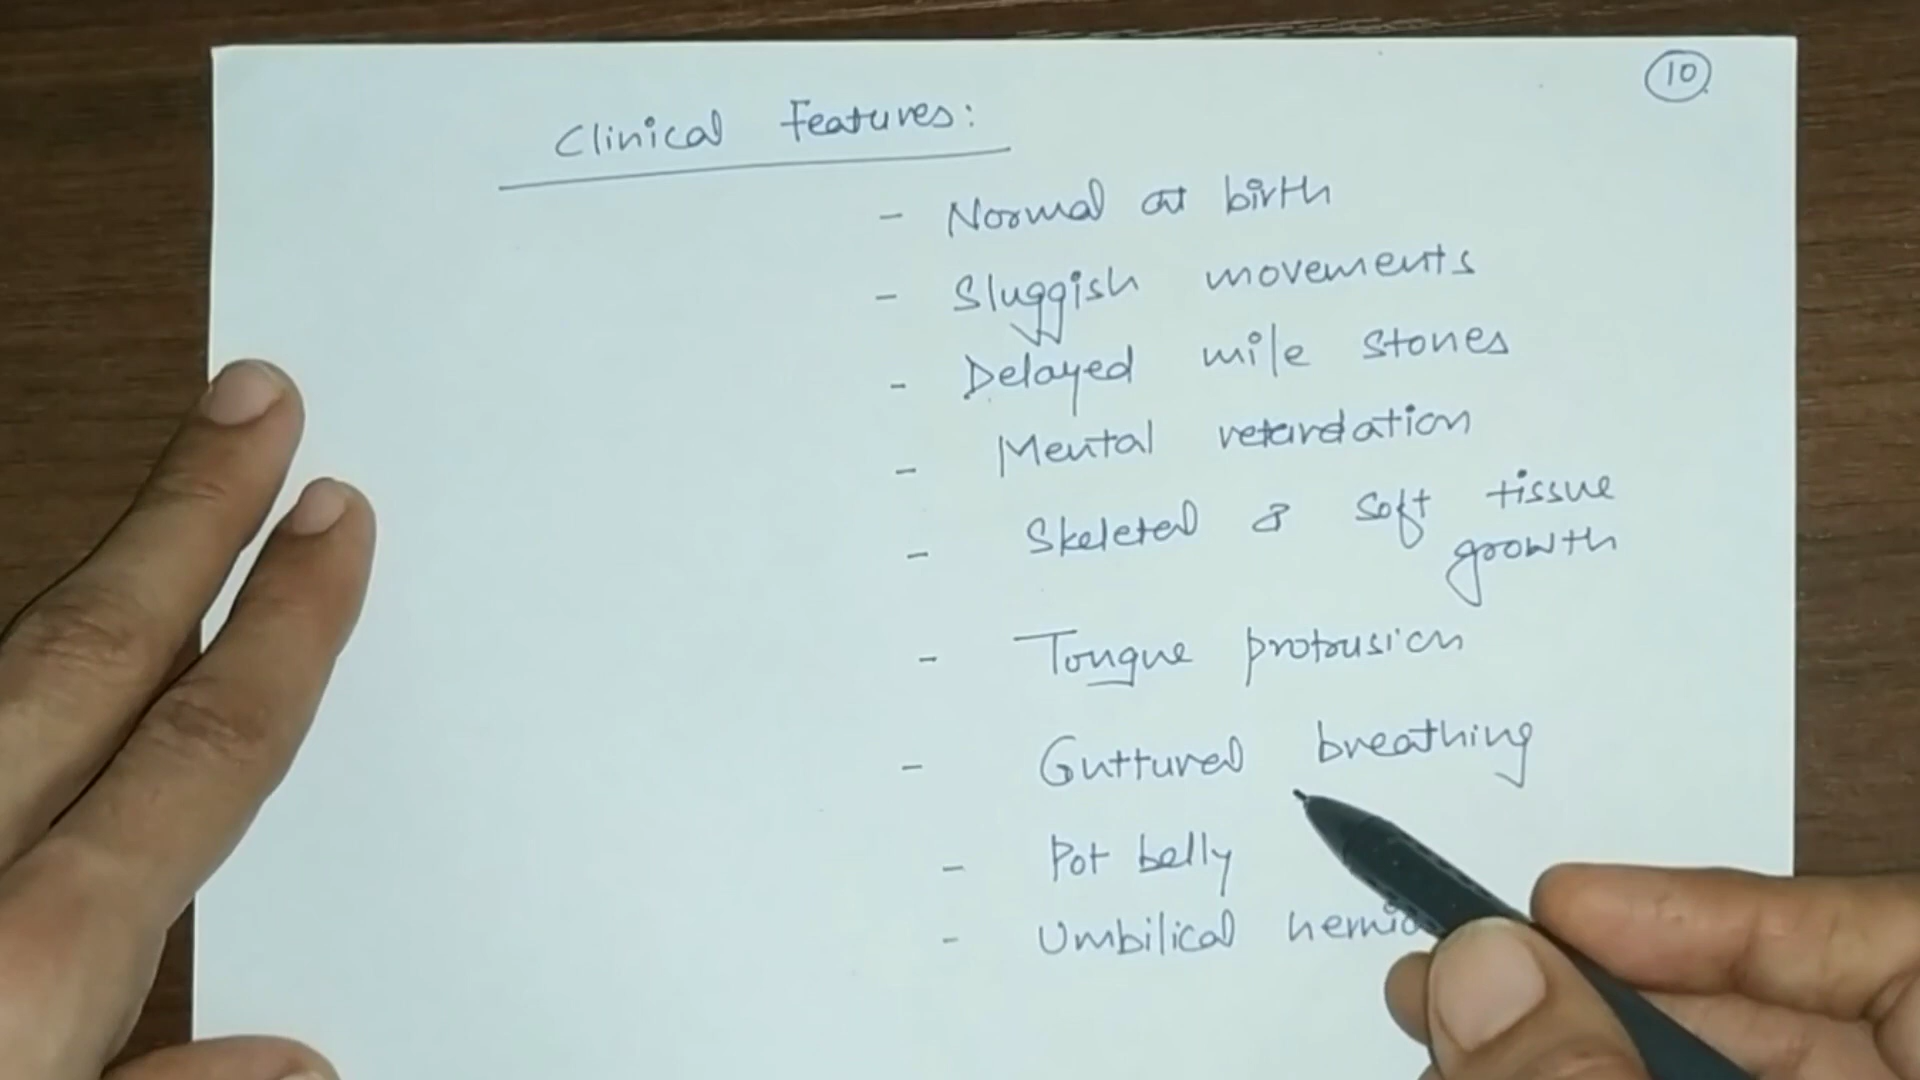 10
Clinical Features:
- Normal at birth
- Sluggish movements
- Delayed mile stones
- Mental retardation
- Skeletal & soft tissue
growth
- Tongue protrusion
- Guttural breathing
- Pot belly
- Umbilical hernia